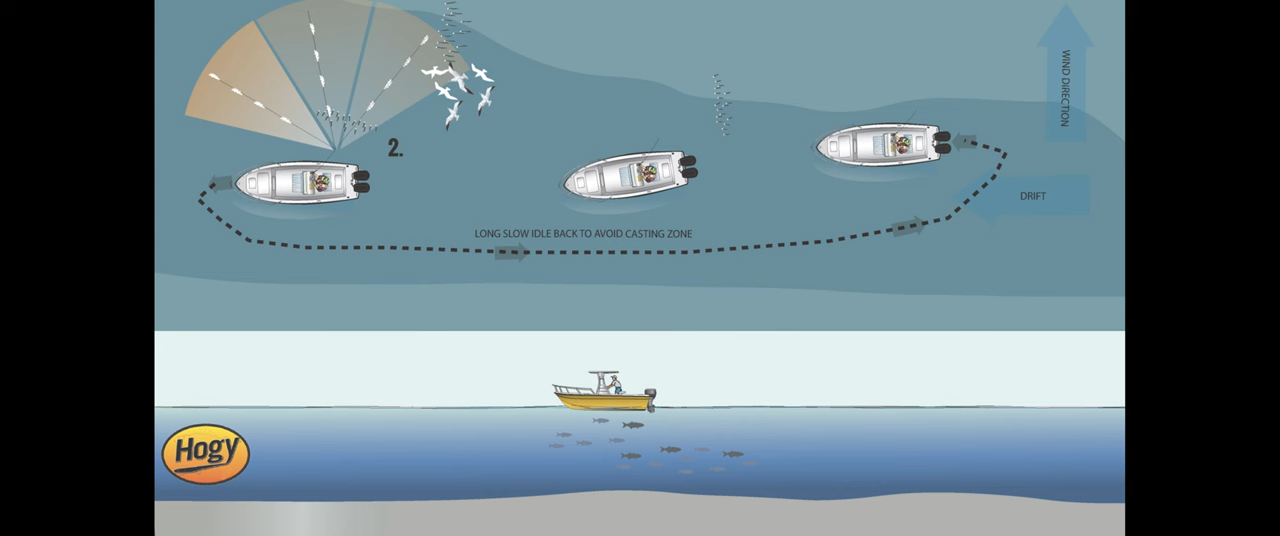 WIND DIRECTION
2.
DRIFT
LONG SLOW IDLE BACK TO AVOID CASTING ZONE
Hogy